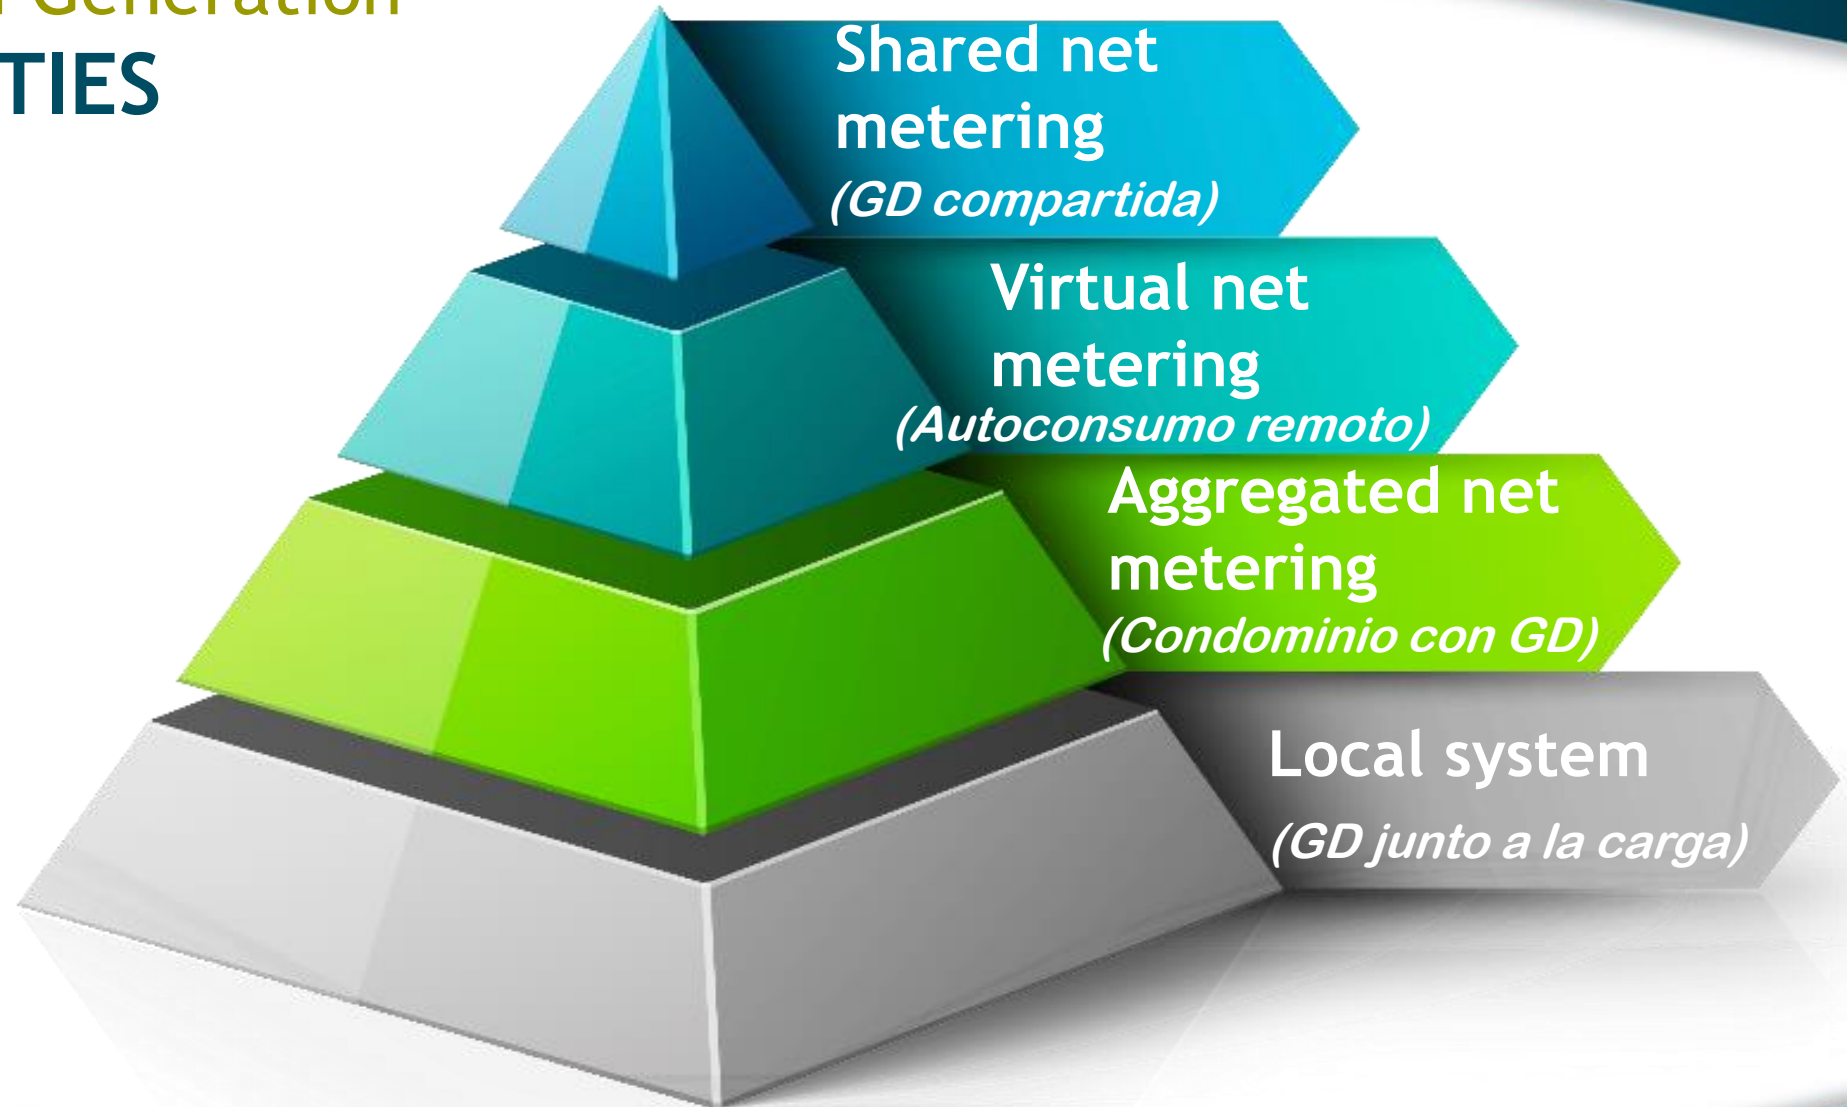 Generation
TIES
Shared net
metering
(GD compartida)
Virtual net
metering
(Autoconsumo remoto)
Aggregated net
metering
(Condominio con GD)
Local system
(GD junto a la carga)